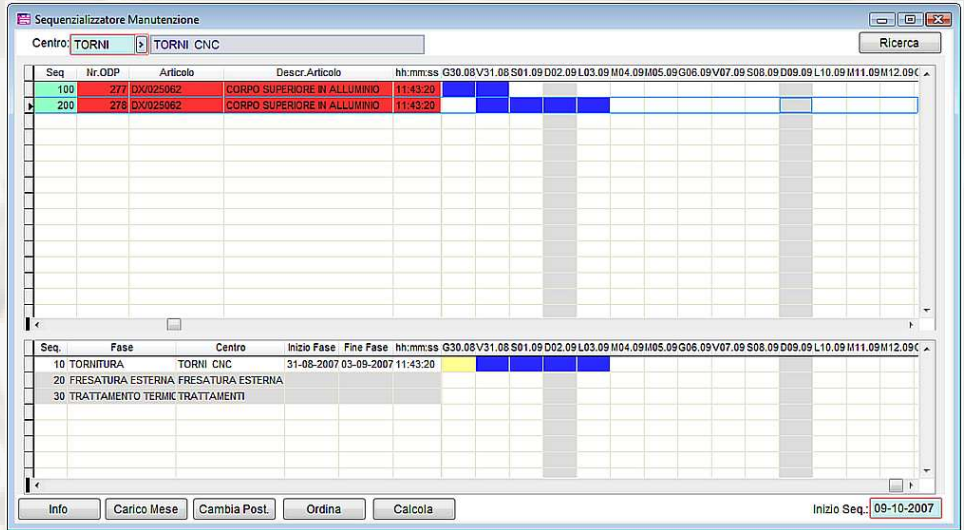 Sequenzializzatore Manutenzione
Centro: TORNI TORNI CNC Ricerca
Seq Nr.ODP Articolo Descr.Articolo hh:mm:ss G30.08 V31.08 S01.09 D02.09 L03.09 M04.09 M05.09 G06.09 V07.09 S08.09 D09.09 L10.09 M11.09 M12.09
100 277 DX/025062 CORPO SUPERIORE IN ALLUMINIO 11:43:20
200 278 DX/025062 CORPO SUPERIORE IN ALLUMINIO 11:43:20
Seq. Fase Centro Inizio Fase Fine Fase hh:mm:ss G30.08 V31.08 S01.09 D02.09 L03.09 M04.09 M05.09 G06.09 V07.09 S08.09 D09.09 L10.09 M11.09 M12.09
10 TORNITURA TORNI CNC 31-08-2007 03-09-2007 11:43:20
20 FRESATURA ESTERNA FRESATURA ESTERNA
30 TRATTAMENTO TERMIC TRATTAMENTI
Info Carico Mese Cambia Post. Ordina Calcola Inizio Seq.: 09-10-2007